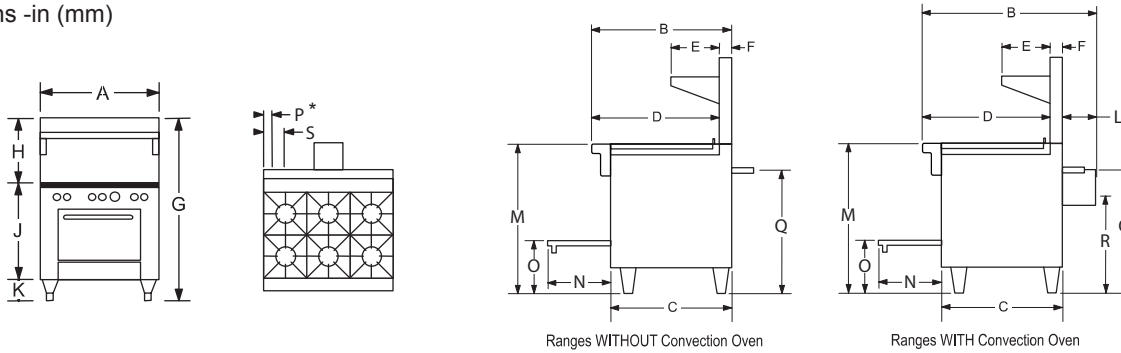 ns -in (mm)
A
H
G
J
K
P *
S
B
E
F
D
M
Q
O
N
C
Ranges WITHOUT Convection Oven
B
E
F
D
L
M
R
O
N
C
Ranges WITH Convection Oven